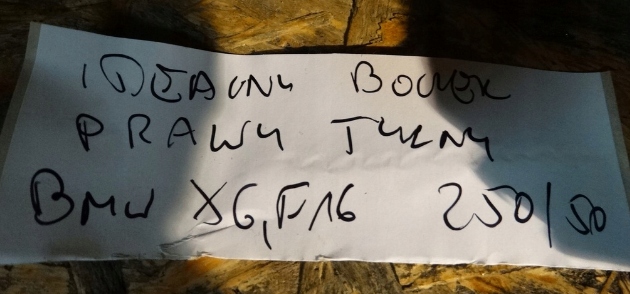 IDEALNY BOCZEK
PRAWY TYLNY
BMW X6, F16 250/50